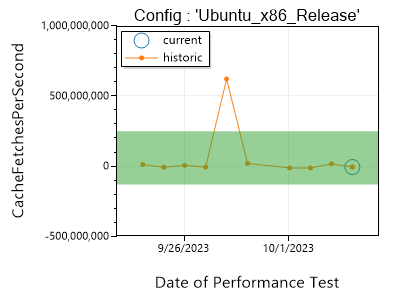 Config : 'Ubuntu_x86_Release'
1,000,000,000
current
historic
500,000,000
CacheFetchesPerSecond
0
-500,000,000
9/26/2023
10/1/2023
Date of Performance Test